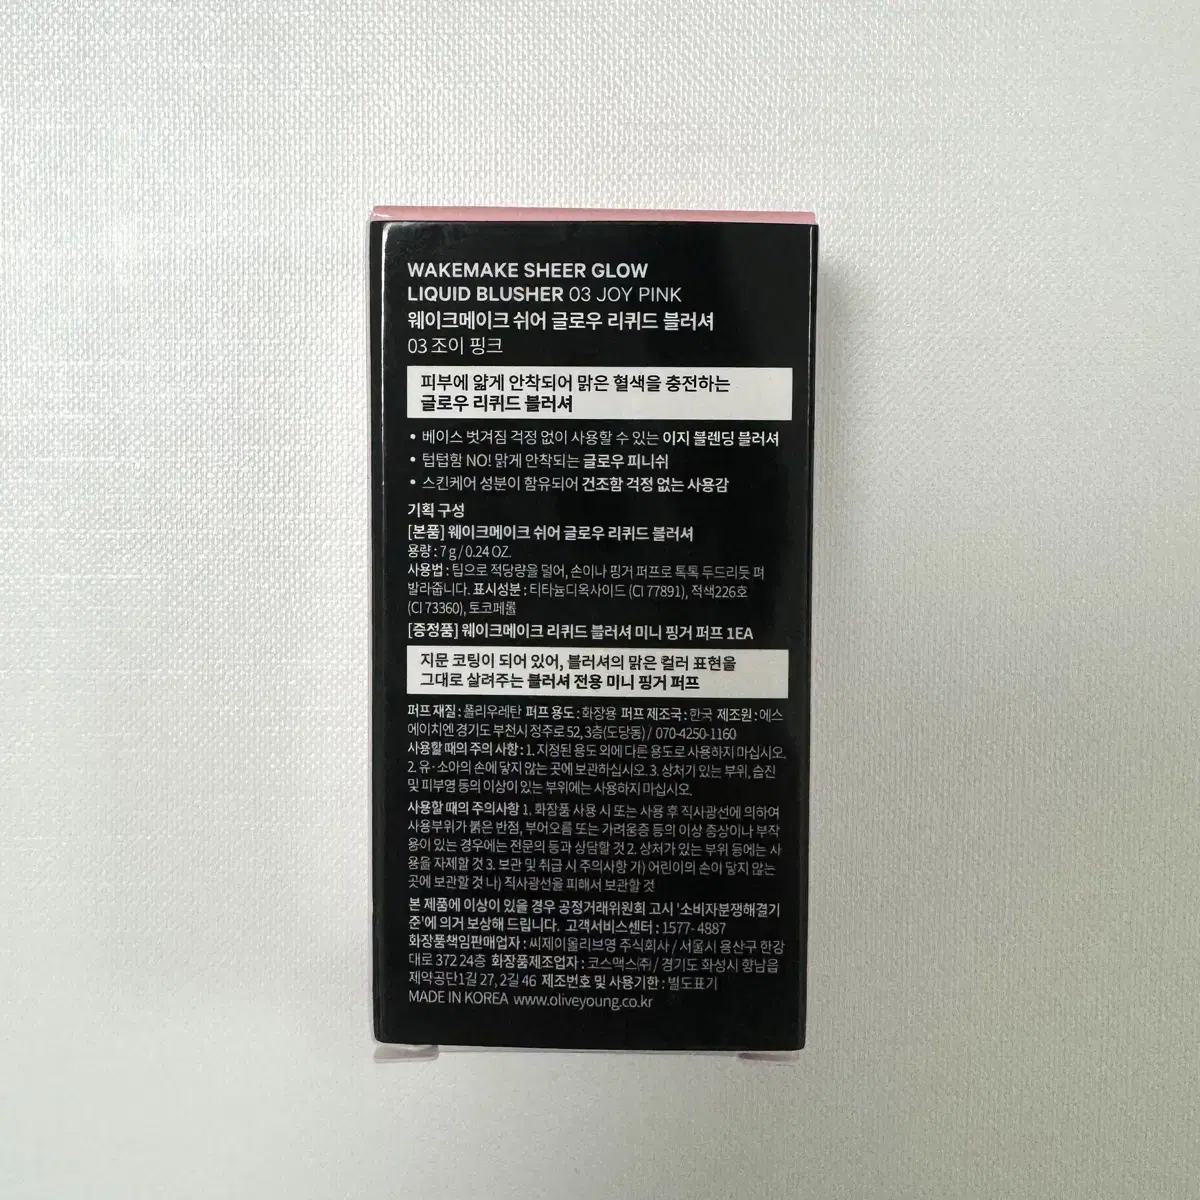 WAKEMAKE SHEER GLOW
LIQUID BLUSHER 03 JOY PINK
웨이크메이크 쉬어 글로우 리퀴드 블러셔
03 조이 핑크
피부에 얇게 안착되어 맑은 혈색을 충전하는
글로우 리퀴드 블러셔
• 베이스 벗겨짐 걱정 없이 사용할 수 있는 이지 블렌딩 블러셔
• 텁텁함 NO! 맑게 안착되는 글로우 피니쉬
• 스킨케어 성분이 함유되어 건조함 걱정 없는 사용감
기획 구성
[본품] 웨이크메이크 쉬어 글로우 리퀴드 블러셔
용량 : 7 g / 0.24 OZ.
사용법 : 팁으로 적당량을 덜어, 손이나 핑거 퍼프로 톡톡 두드리듯 펴
발라줍니다. 표시성분 : 티타늄디옥사이드 (CI 77891), 적색226호
(CI 73360), 토코페롤
[증정품] 웨이크메이크 리퀴드 블러셔 미니 핑거 퍼프 1EA
지문 코팅이 되어 있어, 블러셔의 맑은 컬러 표현을
그대로 살려주는 블러셔 전용 미니 핑거 퍼프
퍼프 재질 : 폴리우레탄 퍼프 용도 : 화장용 퍼프 제조국 : 한국 제조원 : 에스
에이치엔 경기도 부천시 정주로 52, 3층(도당동) / 070-4250-1160
사용할 때의 주의 사항 : 1. 지정된 용도 외에 다른 용도로 사용하지 마십시오.
2. 유·소아의 손에 닿지 않는 곳에 보관하십시오. 3. 상처가 있는 부위, 습진
및 피부염 등의 이상이 있는 부위에는 사용하지 마십시오.
사용할 때의 주의사항 1. 화장품 사용 시 또는 사용 후 직사광선에 의하여
사용부위가 붉은 반점, 부어오름 또는 가려움증 등의 이상 증상이나 부작
용이 있는 경우에는 전문의 등과 상담할 것 2. 상처가 있는 부위 등에는 사
용을 자제할 것 3. 보관 및 취급 시 주의사항 가) 어린이의 손이 닿지 않는
곳에 보관할 것 나) 직사광선을 피해서 보관할 것
본 제품에 이상이 있을 경우 공정거래위원회 고시 '소비자분쟁해결기
준'에 의거 보상해 드립니다. 고객서비스센터 : 1577- 4887
화장품책임판매업자 : 씨제이올리브영 주식회사 / 서울시 용산구 한강
대로 372 24층 화장품제조업자 : 코스맥스(주) / 경기도 화성시 향남읍
제약공단1길 27, 2길 46 제조번호 및 사용기한 : 별도표기
MADE IN KOREA www.oliveyoung.co.kr